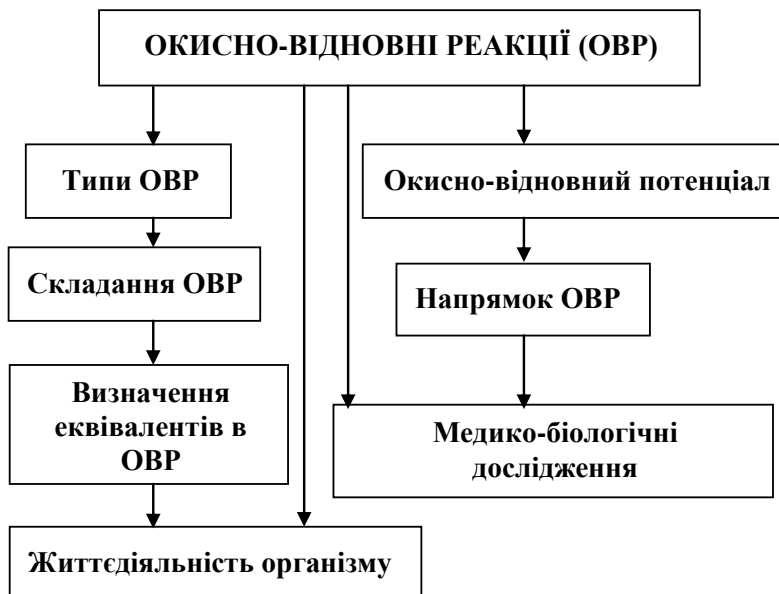 ОКИСНО-ВІДНОВНІ РЕАКЦІЇ (ОВР)
Типи ОВР
Окисно-відновний потенціал
Складання ОВР
Напрямок ОВР
Визначення
еквівалентів в
ОВР
Медико-біологічні
дослідження
Життєдіяльність організму